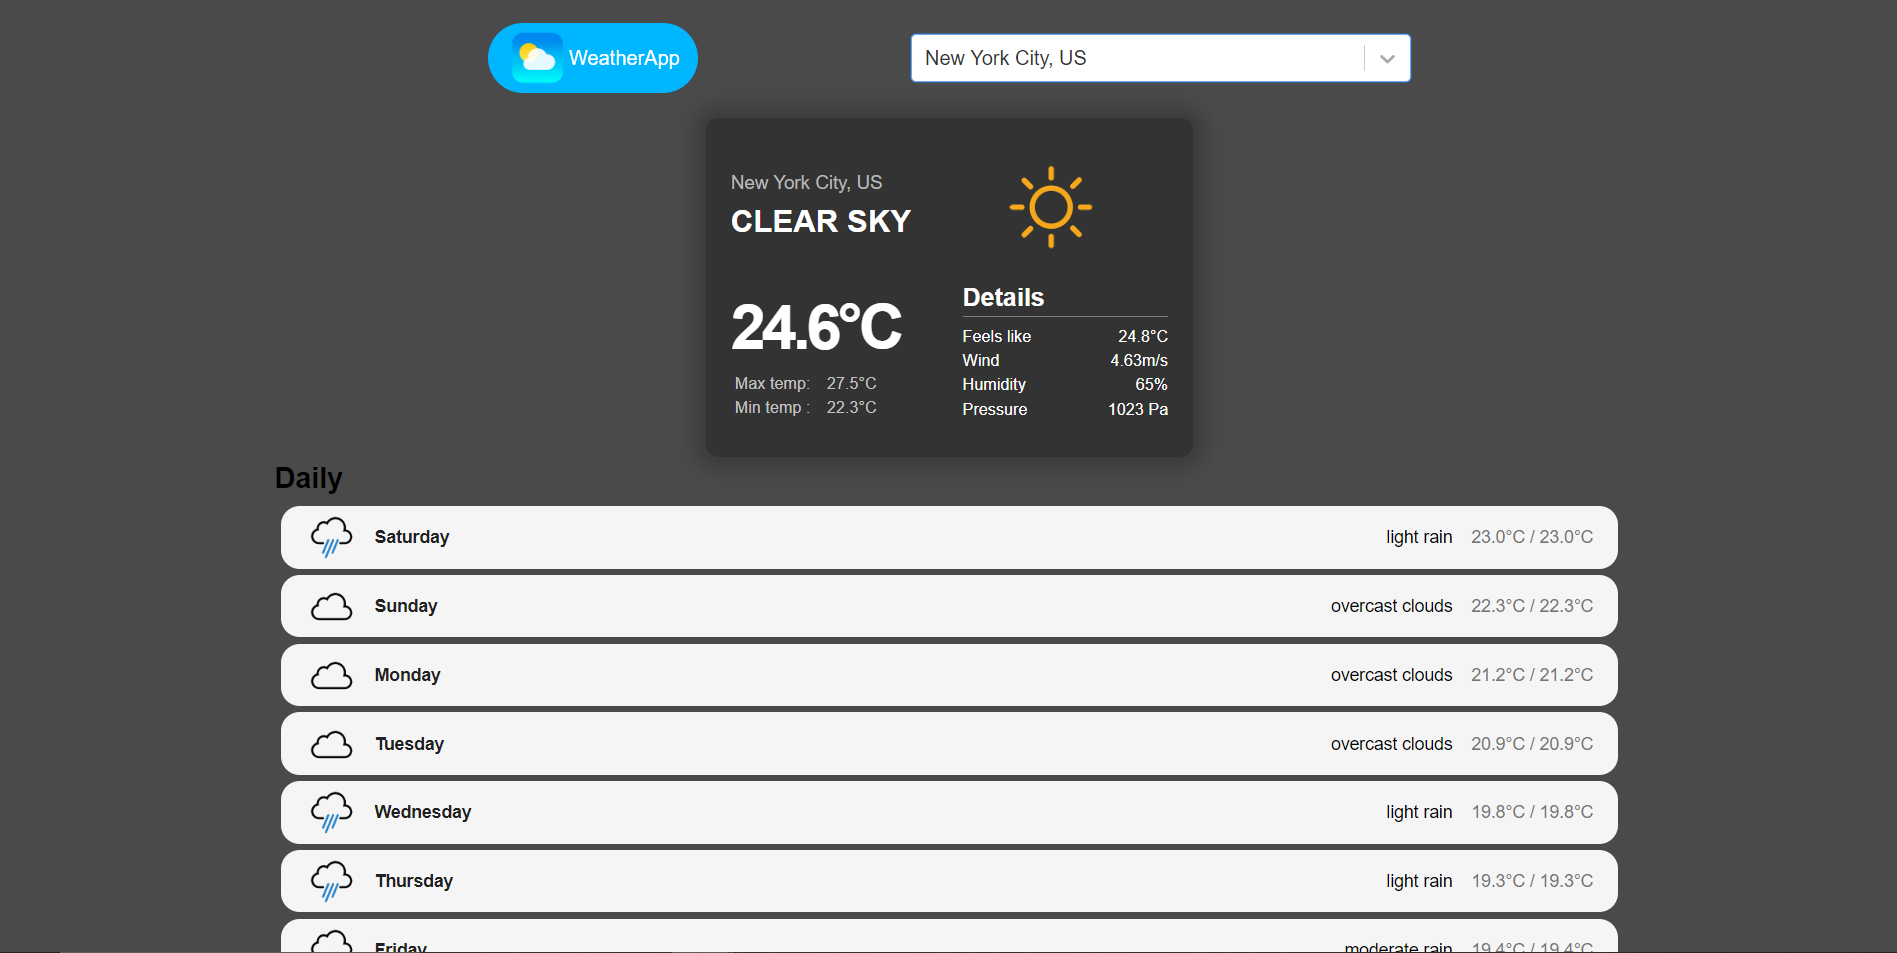 WeatherApp
New York City, US
New York City, US
CLEAR SKY
24.6°C
Max temp: 27.5°C
Min temp : 22.3°C
Details
Feels like 24.8°C
Wind 4.63m/s
Humidity 65%
Pressure 1023 Pa
Daily
Saturday light rain 23.0°C / 23.0°C
Sunday overcast clouds 22.3°C / 22.3°C
Monday overcast clouds 21.2°C / 21.2°C
Tuesday overcast clouds 20.9°C / 20.9°C
Wednesday light rain 19.8°C / 19.8°C
Thursday light rain 19.3°C / 19.3°C
Friday moderate rain 19.4°C / 19.4°C